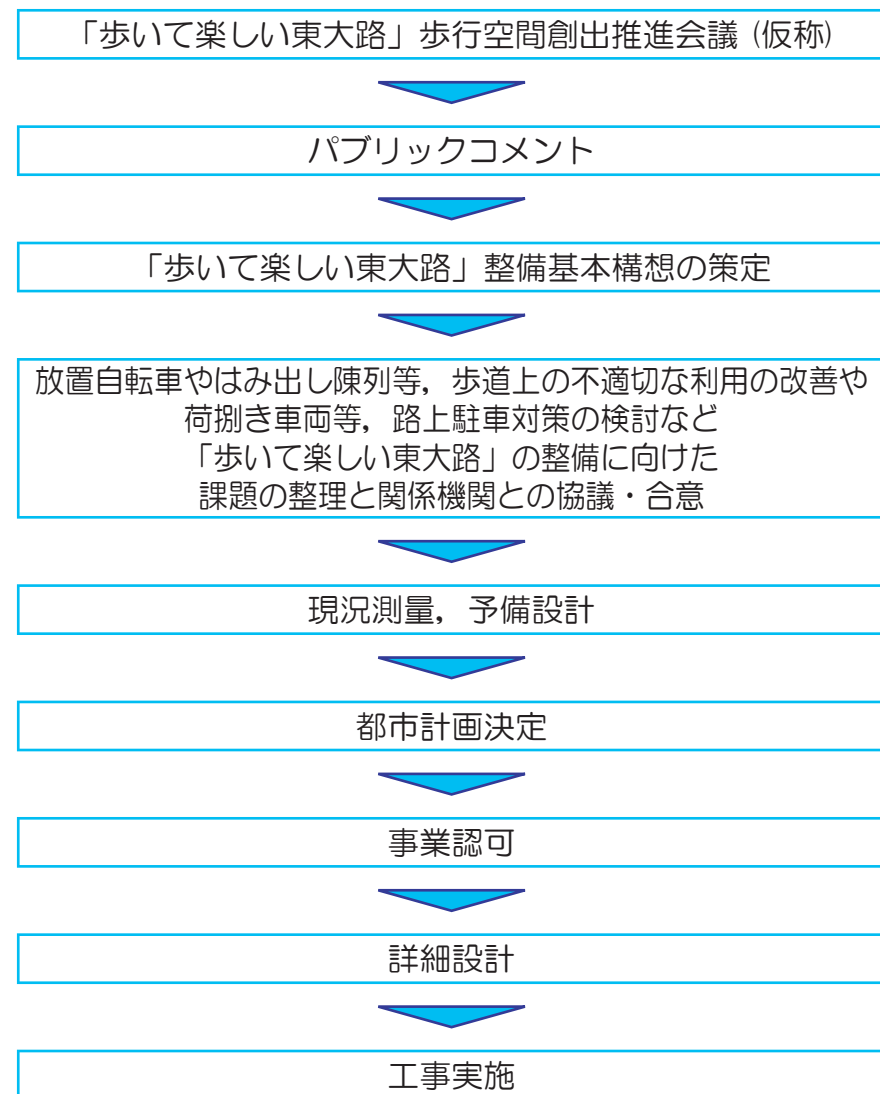 「歩いて楽しい東大路」歩行空間創出推進会議（仮称）
パブリックコメント
「歩いて楽しい東大路」整備基本構想の策定
放置自転車やはみ出し陳列等，歩道上の不適切な利用の改善や
荷捌き車両等，路上駐車対策の検討など
「歩いて楽しい東大路」の整備に向けた
課題の整理と関係機関との協議・合意
現況測量，予備設計
都市計画決定
事業認可
詳細設計
工事実施